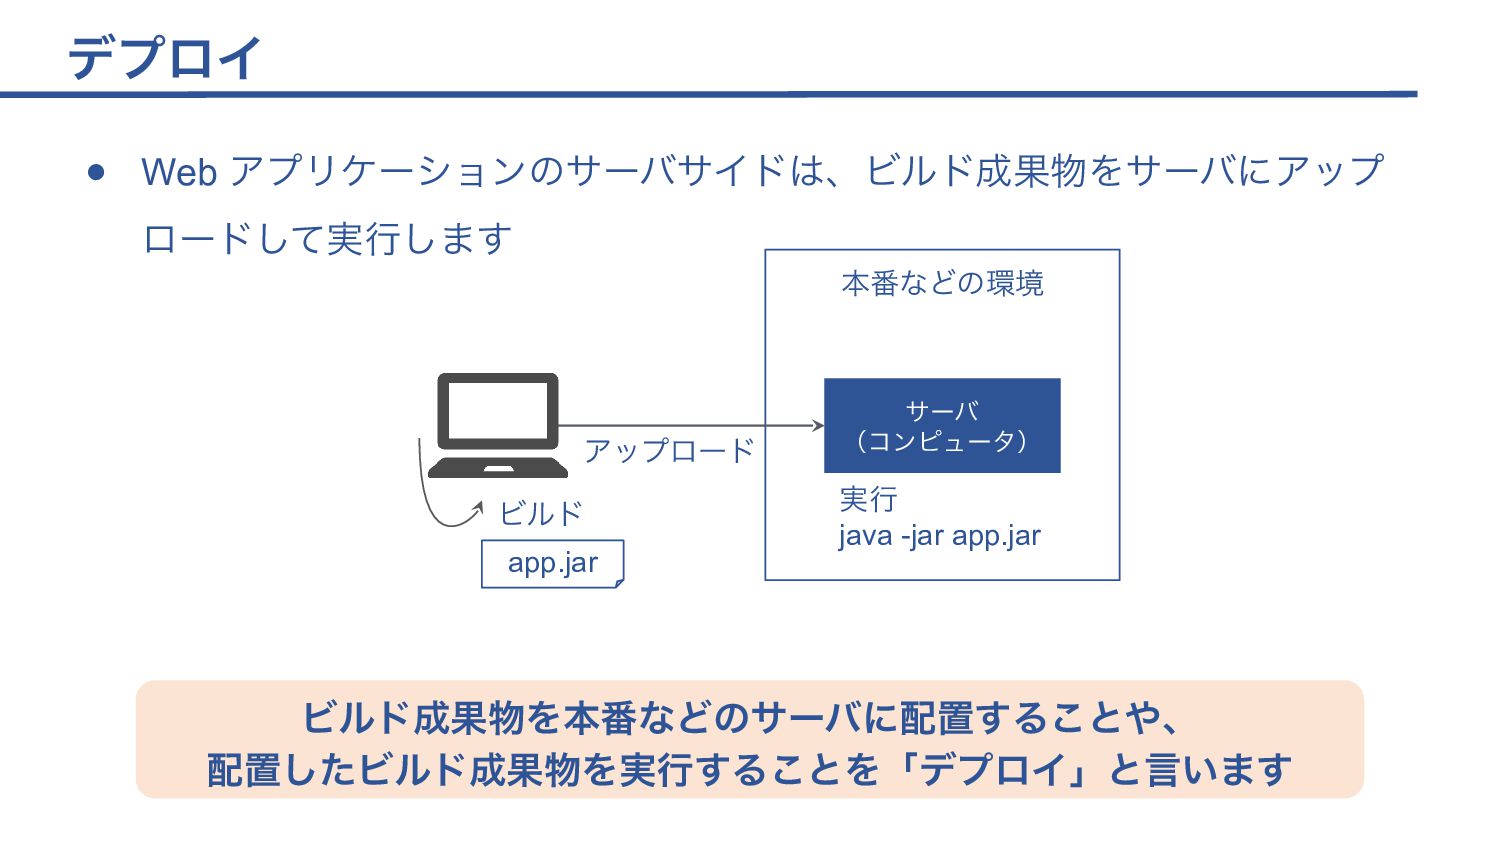 デプロイ
● Web アプリケーションのサーバサイドは、ビルド成果物をサーバにアップ
ロードして実行します
本番などの環境
サーバ
（コンピュータ）
アップロード
実行
java -jar app.jar
ビルド
app.jar
ビルド成果物を本番などのサーバに配置することや、
配置したビルド成果物を実行することを「デプロイ」と言います